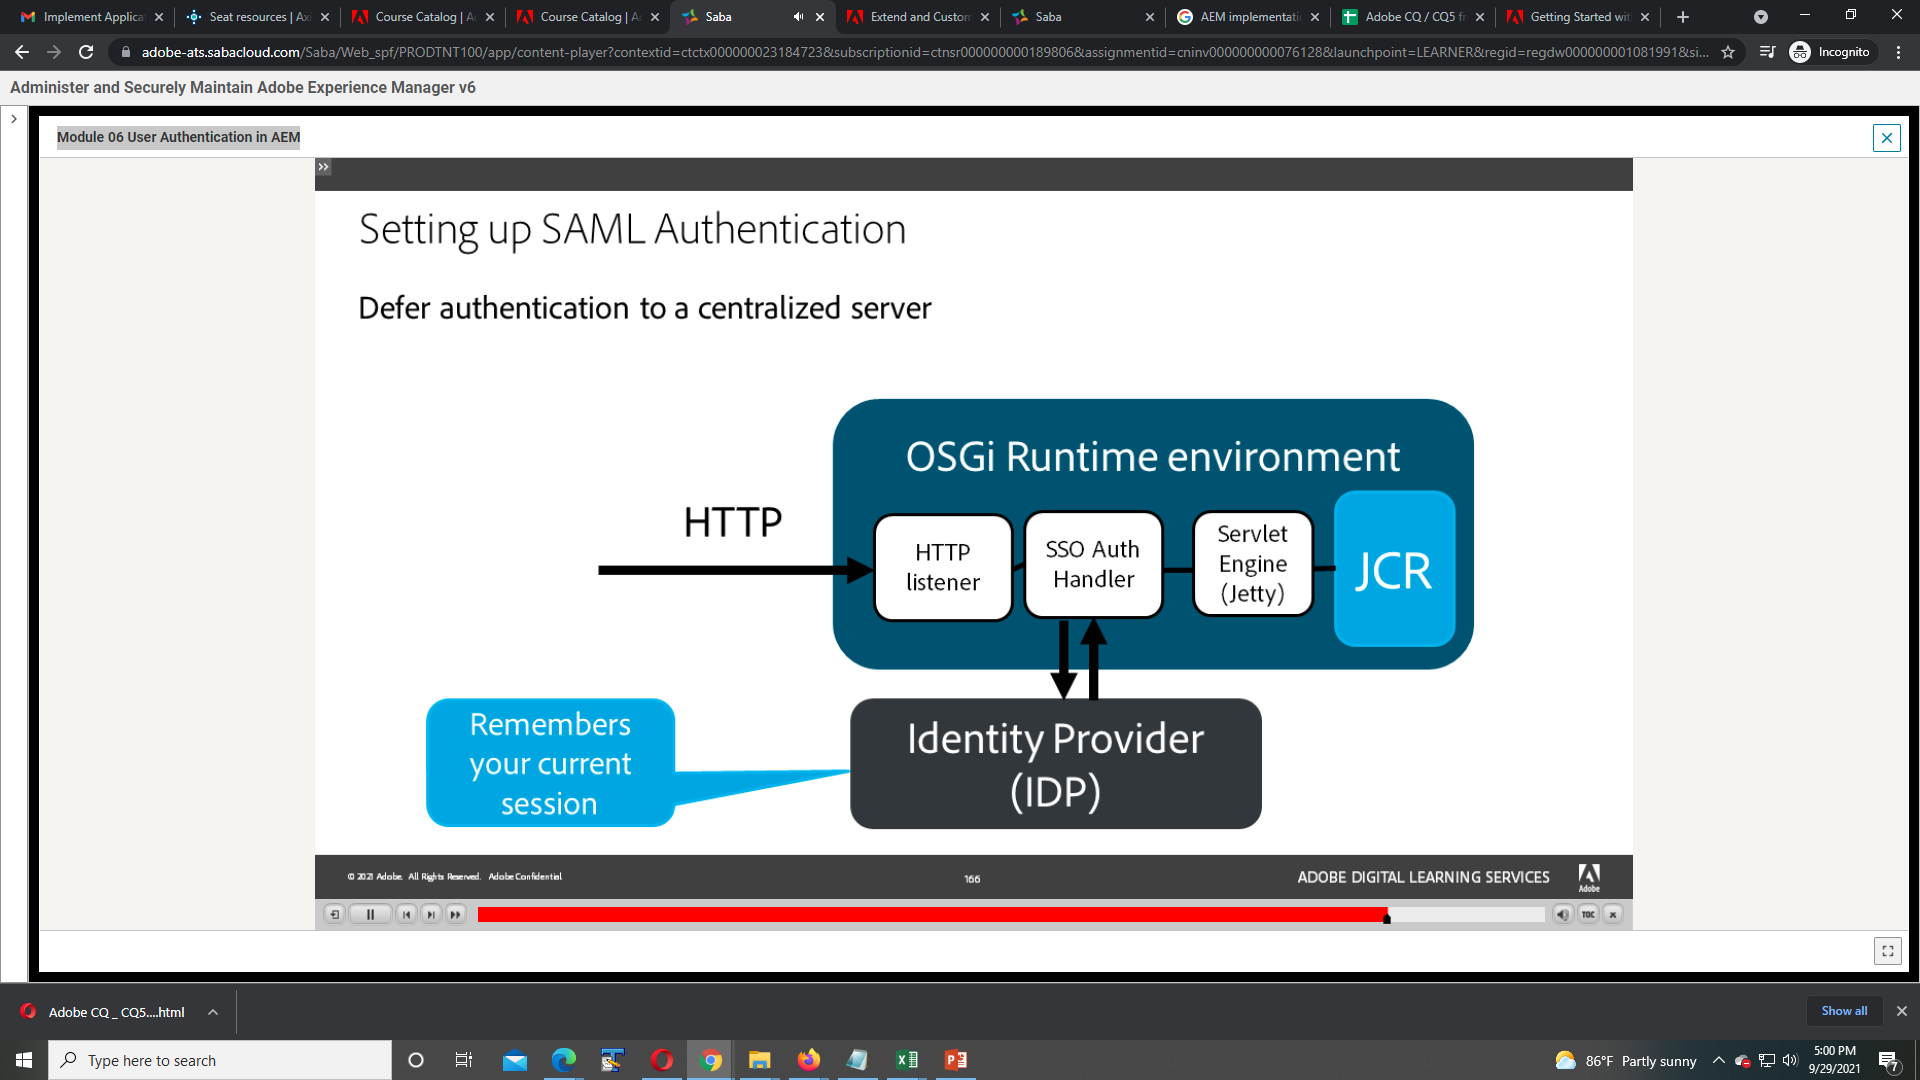 Implement Applica
Seat resources | Ax
Course Catalog | A
Course Catalog | A
Saba
Extend and Custom
Saba
AEM implementati
Adobe CQ / CQ5 f
Getting Started wit
adobe-ats.sabacloud.com/Saba/Web_spf/PRODTNT100/app/content-player?contextid=ctctx000000023184723&subscriptionid=ctnsr000000000189806&assignmentid=cninv000000000076128&launchpoint=LEARNER&regid=regdw000000001081991&si...
Incognito
Administer and Securely Maintain Adobe Experience Manager v6
Module 06 User Authentication in AEM
Setting up SAML Authentication
Defer authentication to a centralized server
OSGi Runtime environment
HTTP
HTTP
listener
SSO Auth
Handler
Servlet
Engine
(Jetty)
JCR
Remembers
your current
session
Identity Provider
(IDP)
© 2021 Adobe. All Rights Reserved. Adobe Confidential
166
ADOBE DIGITAL LEARNING SERVICES
Adobe
TOC
Adobe CQ _ CQ5....html
Show all
Type here to search
86°F Partly sunny
5:00 PM
9/29/2021
7